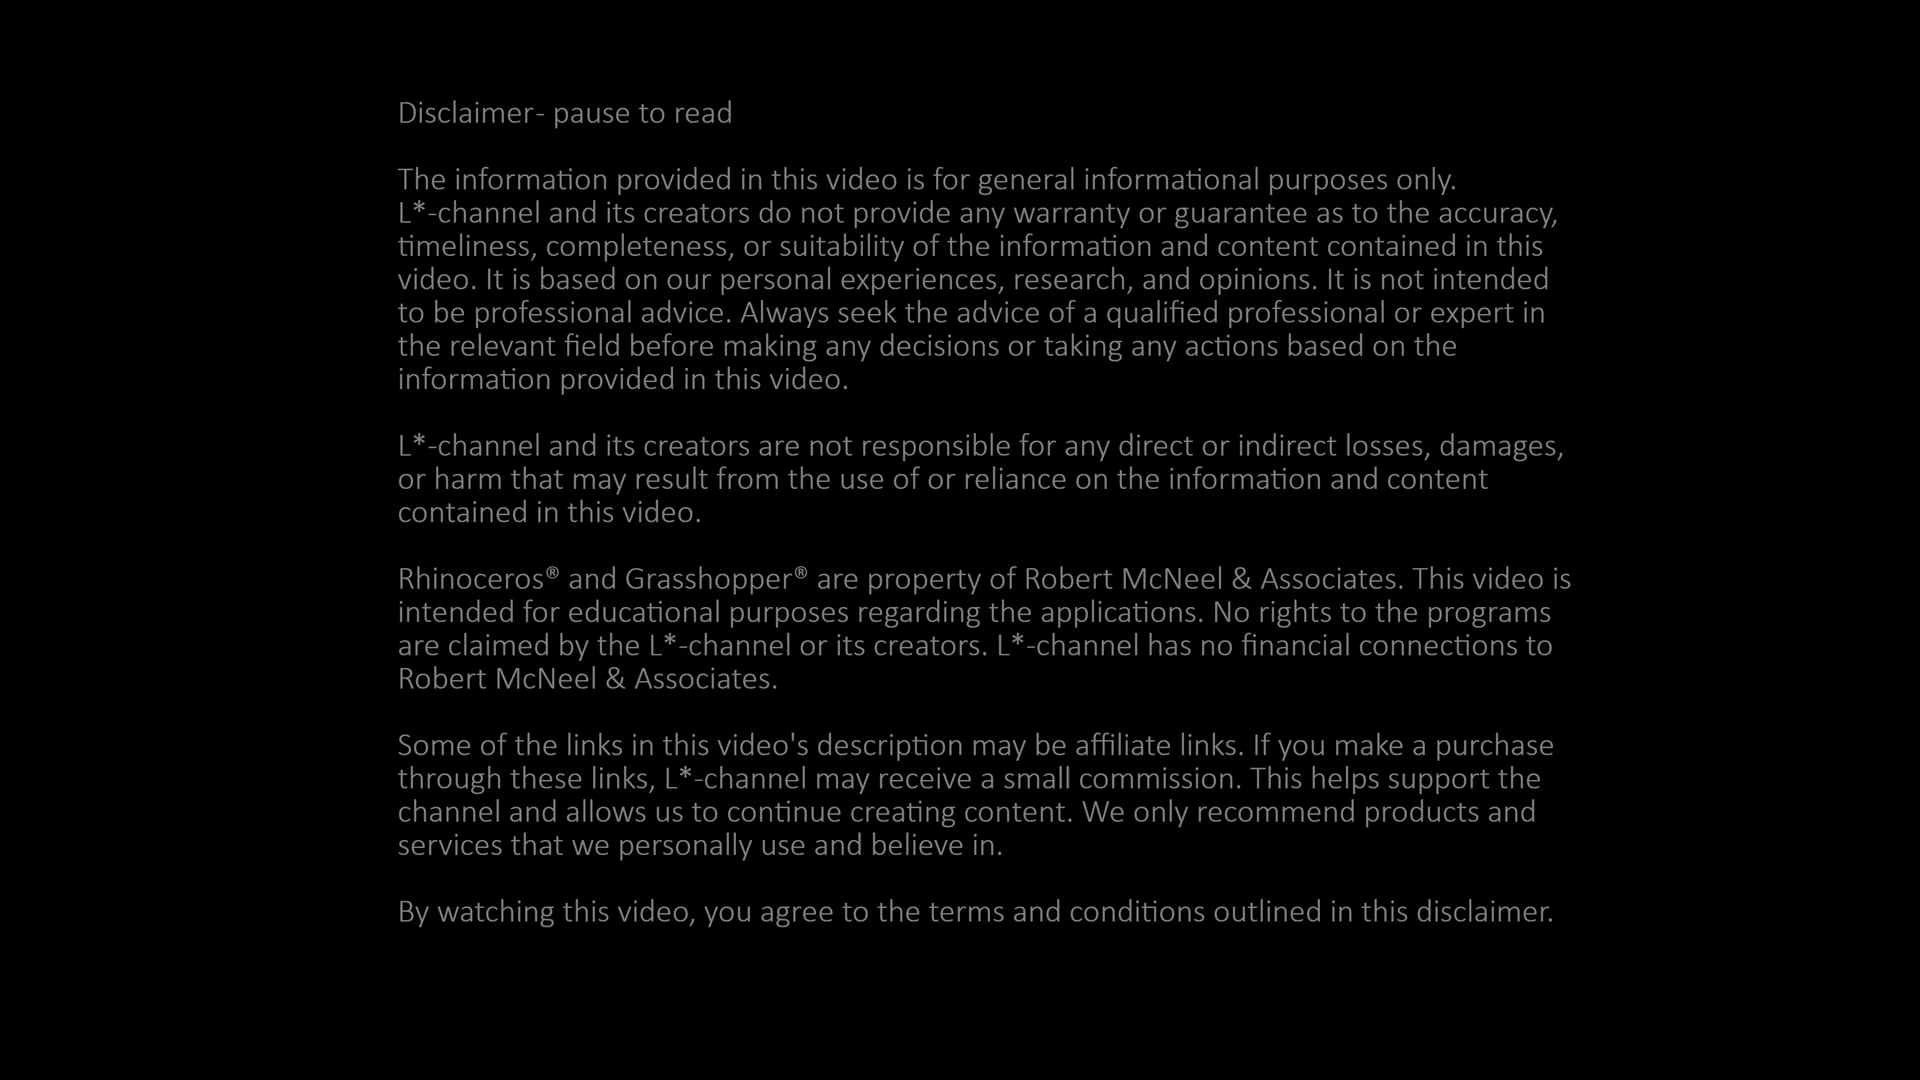 Disclaimer- pause to read
The information provided in this video is for general informational purposes only.
L*-channel and its creators do not provide any warranty or guarantee as to the accuracy,
timeliness, completeness, or suitability of the information and content contained in this
video. It is based on our personal experiences, research, and opinions. It is not intended
to be professional advice. Always seek the advice of a qualified professional or expert in
the relevant field before making any decisions or taking any actions based on the
information provided in this video.
L*-channel and its creators are not responsible for any direct or indirect losses, damages,
or harm that may result from the use of or reliance on the information and content
contained in this video.
Rhinoceros® and Grasshopper® are property of Robert McNeel & Associates. This video is
intended for educational purposes regarding the applications. No rights to the programs
are claimed by the L*-channel or its creators. L*-channel has no financial connections to
Robert McNeel & Associates.
Some of the links in this video's description may be affiliate links. If you make a purchase
through these links, L*-channel may receive a small commission. This helps support the
channel and allows us to continue creating content. We only recommend products and
services that we personally use and believe in.
By watching this video, you agree to the terms and conditions outlined in this disclaimer.